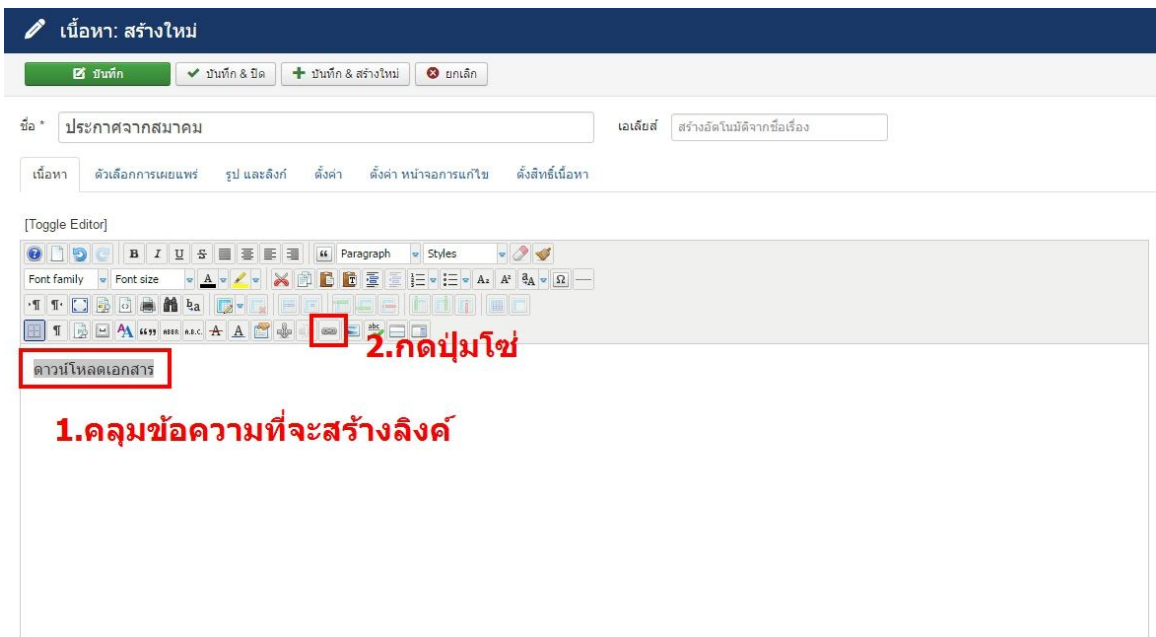 เนื้อหา: สร้างใหม่
บันทึก บันทึก & ปิด บันทึก & สร้างใหม่ ยกเลิก
ชื่อ * ประกาศจากสมาคม เอเลียส์ สร้างอัตโนมัติจากชื่อเรื่อง
เนื้อหา ตัวเลือกการเผยแพร่ รูป และลิงก์ ตั้งค่า ตั้งค่า หน้าจอการแก้ไข ตั้งสิทธิ์เนื้อหา
[Toggle Editor]
B I U S Paragraph Styles
Font family Font size A A₂ A² Ω
ABBR A.B.C. A A
2.กดปุ่มโซ่
ดาวน์โหลดเอกสาร
1.คลุมข้อความที่จะสร้างลิงค์